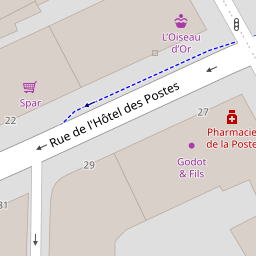 L'Oiseau
d'Or
Spar
22
27
Rue de l'Hôtel des Postes
Pharmacie
de la Poste
Godot
& Fils
29
31